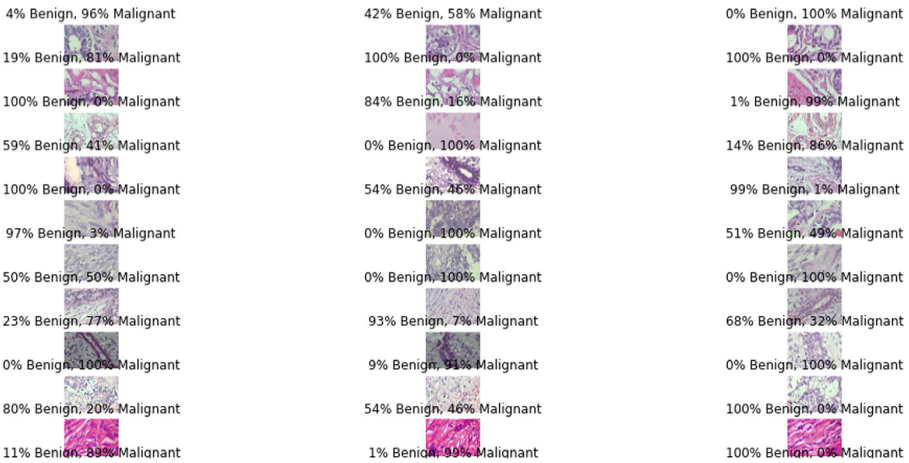 4% Benign, 96% Malignant 42% Benign, 58% Malignant 0% Benign, 100% Malignant
19% Benign, 81% Malignant 100% Benign, 0% Malignant 100% Benign, 0% Malignant
100% Benign, 0% Malignant 84% Benign, 16% Malignant 1% Benign, 99% Malignant
59% Benign, 41% Malignant 0% Benign, 100% Malignant 14% Benign, 86% Malignant
100% Benign, 0% Malignant 54% Benign, 46% Malignant 99% Benign, 1% Malignant
97% Benign, 3% Malignant 0% Benign, 100% Malignant 51% Benign, 49% Malignant
50% Benign, 50% Malignant 0% Benign, 100% Malignant 0% Benign, 100% Malignant
23% Benign, 77% Malignant 93% Benign, 7% Malignant 68% Benign, 32% Malignant
0% Benign, 100% Malignant 9% Benign, 91% Malignant 0% Benign, 100% Malignant
80% Benign, 20% Malignant 54% Benign, 46% Malignant 100% Benign, 0% Malignant
11% Benign, 89% Malignant 1% Benign, 99% Malignant 100% Benign, 0% Malignant